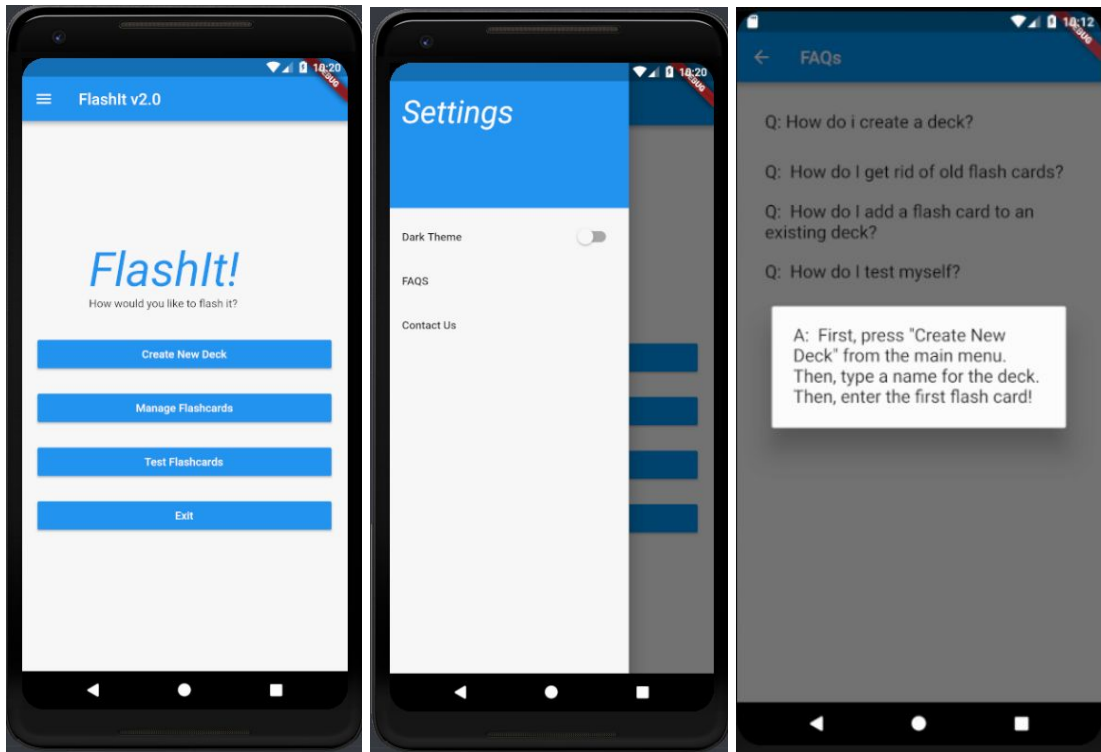 10:20
DEBUG
FlashIt v2.0
FlashIt!
How would you like to flash it?
Create New Deck
Manage Flashcards
Test Flashcards
Exit
10:20
DEBUG
Settings
Dark Theme
FAQS
Contact Us
10:12
DEBUG
FAQs
Q: How do i create a deck?
Q: How do I get rid of old flash cards?
Q: How do I add a flash card to an
existing deck?
Q: How do I test myself?
A: First, press "Create New
Deck" from the main menu.
Then, type a name for the deck.
Then, enter the first flash card!